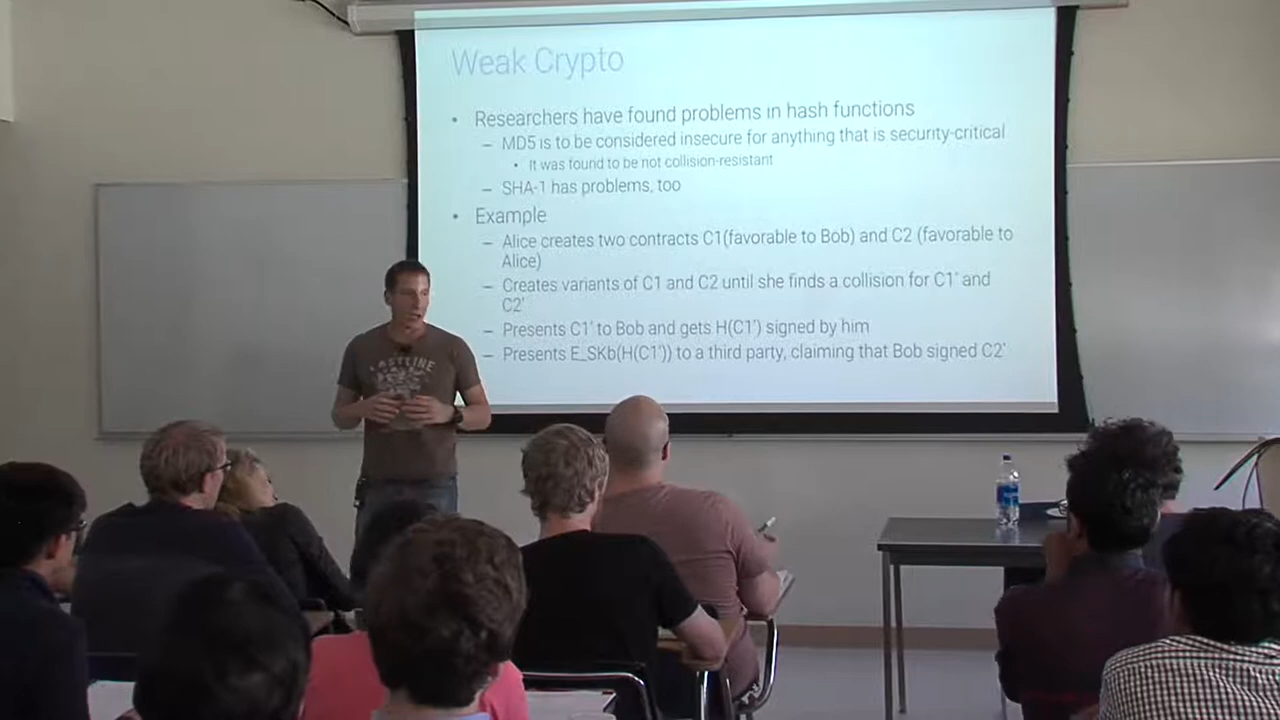 Weak Crypto
• Researchers have found problems in hash functions
– MD5 is to be considered insecure for anything that is security-critical
• It was found to be not collision-resistant
– SHA-1 has problems, too
• Example
– Alice creates two contracts C1(favorable to Bob) and C2 (favorable to
Alice)
– Creates variants of C1 and C2 until she finds a collision for C1' and
C2'
– Presents C1' to Bob and gets H(C1') signed by him
– Presents E_SKb(H(C1')) to a third party, claiming that Bob signed C2'
LASTLINE